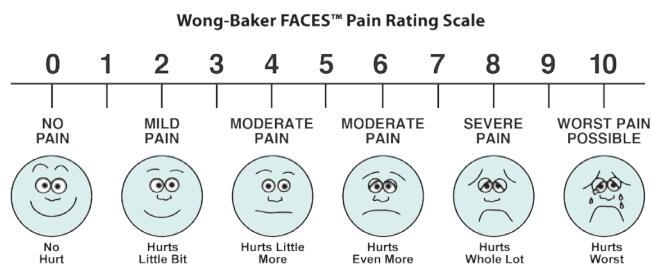 Wong-Baker FACES™ Pain Rating Scale
0 1 2 3 4 5 6 7 8 9 10
NO PAIN
MILD PAIN
MODERATE PAIN
MODERATE PAIN
SEVERE PAIN
WORST PAIN POSSIBLE
No Hurt
Hurts Little Bit
Hurts Little More
Hurts Even More
Hurts Whole Lot
Hurts Worst